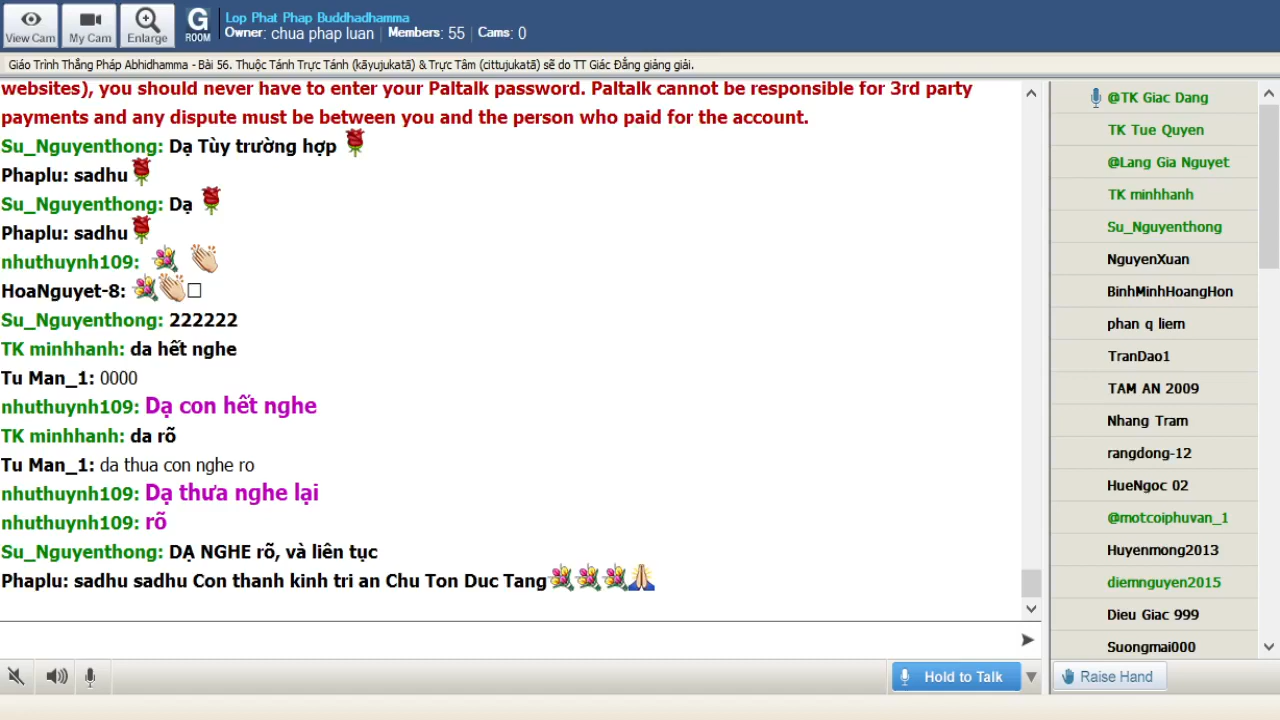 View Cam
My Cam
Enlarge
G ROOM
Lop Phat Phap Buddhadhamma
Owner: chua phap luan | Members: 55 | Cams: 0
Giáo Trình Thắng Pháp Abhidhamma - Bài 56. Thuộc Tánh Trực Tánh (kāyujukatā) & Trực Tâm (cittujukatā) sẽ do TT Giác Đẳng giảng giải.
websites), you should never have to enter your Paltalk password. Paltalk cannot be responsible for 3rd party
payments and any dispute must be between you and the person who paid for the account.
Su_Nguyenthong: Dạ Tùy trường hợp
Phaplu: sadhu
Su_Nguyenthong: Dạ
Phaplu: sadhu
nhuthuynh109:
HoaNguyet-8:
Su_Nguyenthong: 222222
TK minhhanh: da hết nghe
Tu Man_1: 0000
nhuthuynh109: Dạ con hết nghe
TK minhhanh: da rõ
Tu Man_1: da thua con nghe ro
nhuthuynh109: Dạ thưa nghe lại
nhuthuynh109: rõ
Su_Nguyenthong: DẠ NGHE rõ, và liên tục
Phaplu: sadhu sadhu Con thanh kinh tri an Chu Ton Duc Tang
@TK Giac Dang
TK Tue Quyen
@Lang Gia Nguyet
TK minhhanh
Su_Nguyenthong
NguyenXuan
BinhMinhHoangHon
phan q liem
TranDao1
TAM AN 2009
Nhang Tram
rangdong-12
HueNgoc 02
@motcoiphuvan_1
Huyenmong2013
diemnguyen2015
Dieu Giac 999
Suongmai000
Hold to Talk
Raise Hand